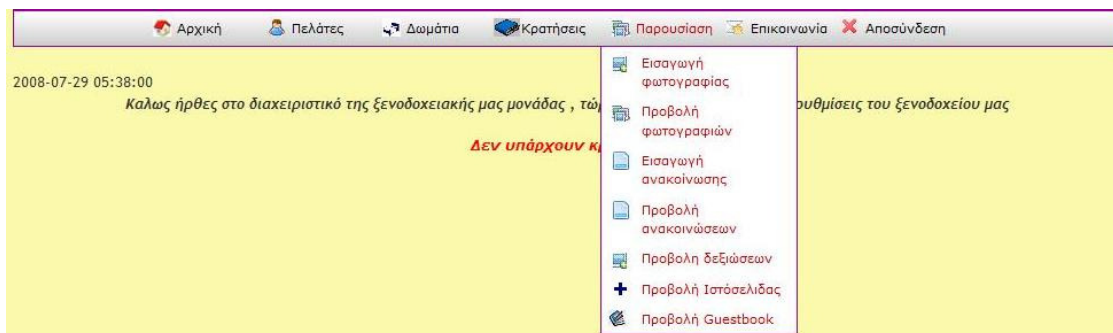 Αρχική Πελάτες Δωμάτια Κρατήσεις Παρουσίαση Επικοινωνία Αποσύνδεση
2008-07-29 05:38:00
Καλως ήρθες στο διαχειριστικό της ξενοδοχειακής μας μονάδας , ρυθμίσεις του ξενοδοχείου μας
Δεν υπάρχουν
Εισαγωγή
φωτογραφίας
Προβολή
φωτογραφιών
Εισαγωγή
ανακοίνωσης
Προβολή
ανακοινώσεων
Προβολη δεξιώσεων
Προβολή Ιστόσελιδας
Προβολή Guestbook